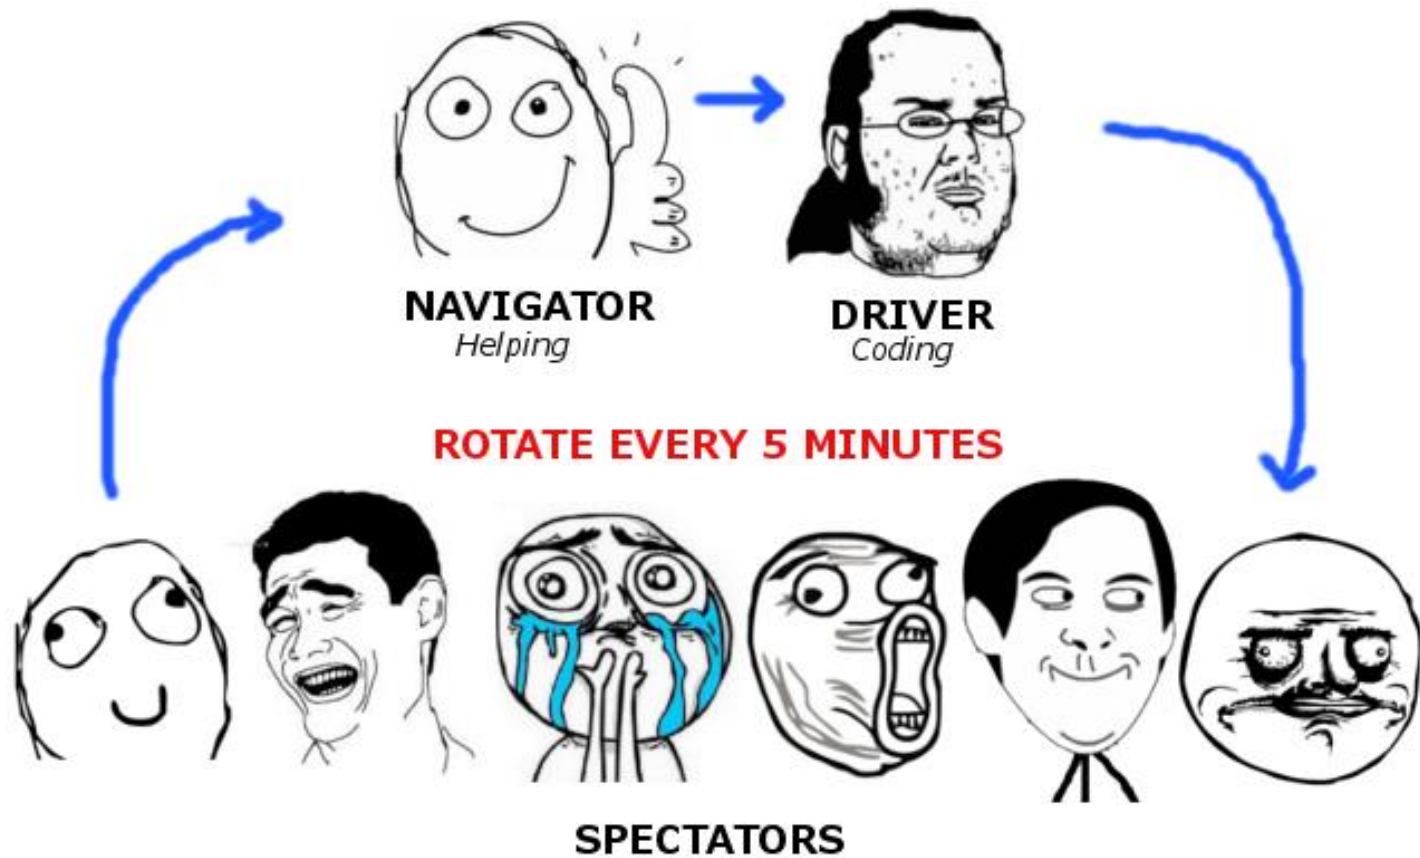 NAVIGATOR
Helping
DRIVER
Coding
ROTATE EVERY 5 MINUTES
SPECTATORS